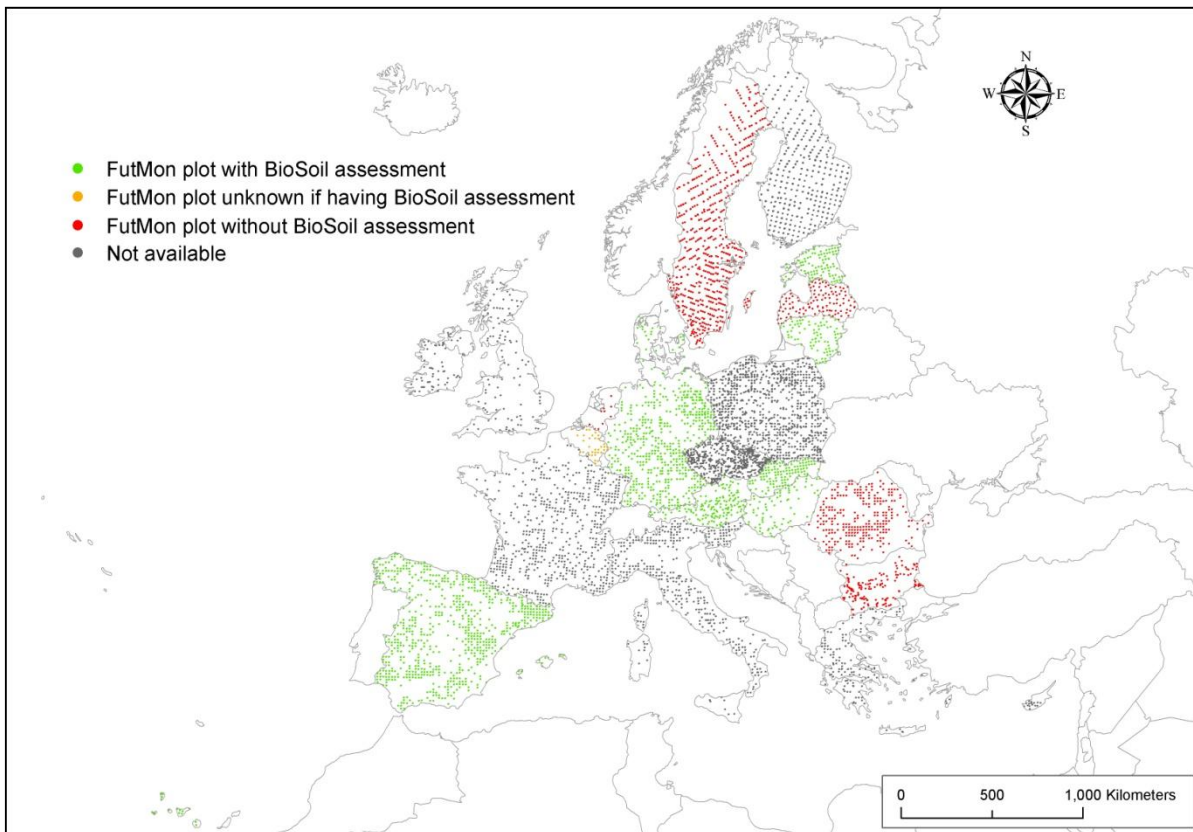 N
W E
S
FutMon plot with BioSoil assessment
FutMon plot unknown if having BioSoil assessment
FutMon plot without BioSoil assessment
Not available
0 500 1,000 Kilometers